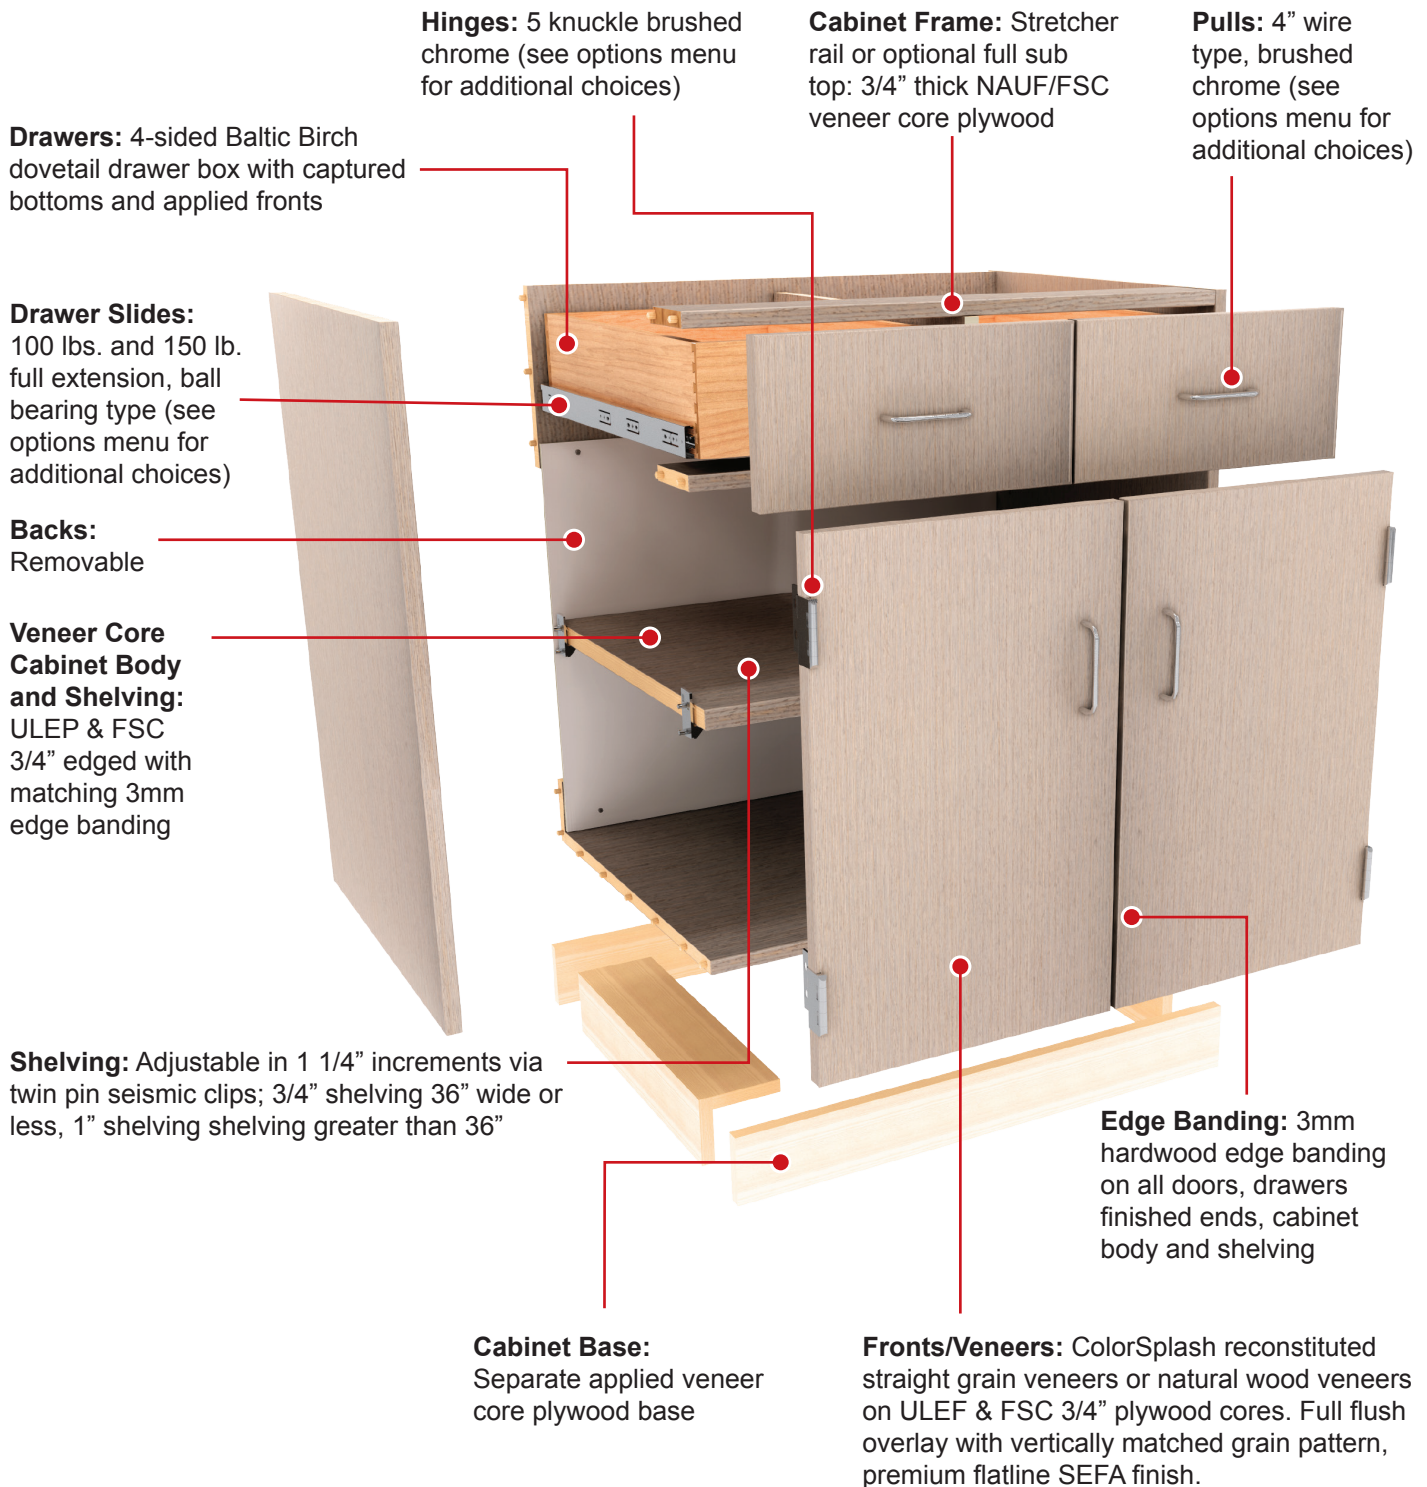 Hinges: 5 knuckle brushed
chrome (see options menu
for additional choices)
Cabinet Frame: Stretcher
rail or optional full sub
top: 3/4” thick NAUF/FSC
veneer core plywood
Pulls: 4” wire
type, brushed
chrome (see
options menu for
additional choices)
Drawers: 4-sided Baltic Birch
dovetail drawer box with captured
bottoms and applied fronts
Drawer Slides:
100 lbs. and 150 lb.
full extension, ball
bearing type (see
options menu for
additional choices)
Backs:
Removable
Veneer Core
Cabinet Body
and Shelving:
ULEP & FSC
3/4” edged with
matching 3mm
edge banding
Shelving: Adjustable in 1 1/4” increments via
twin pin seismic clips; 3/4” shelving 36” wide or
less, 1” shelving shelving greater than 36”
Edge Banding: 3mm
hardwood edge banding
on all doors, drawers
finished ends, cabinet
body and shelving
Cabinet Base:
Separate applied veneer
core plywood base
Fronts/Veneers: ColorSplash reconstituted
straight grain veneers or natural wood veneers
on ULEF & FSC 3/4” plywood cores. Full flush
overlay with vertically matched grain pattern,
premium flatline SEFA finish.